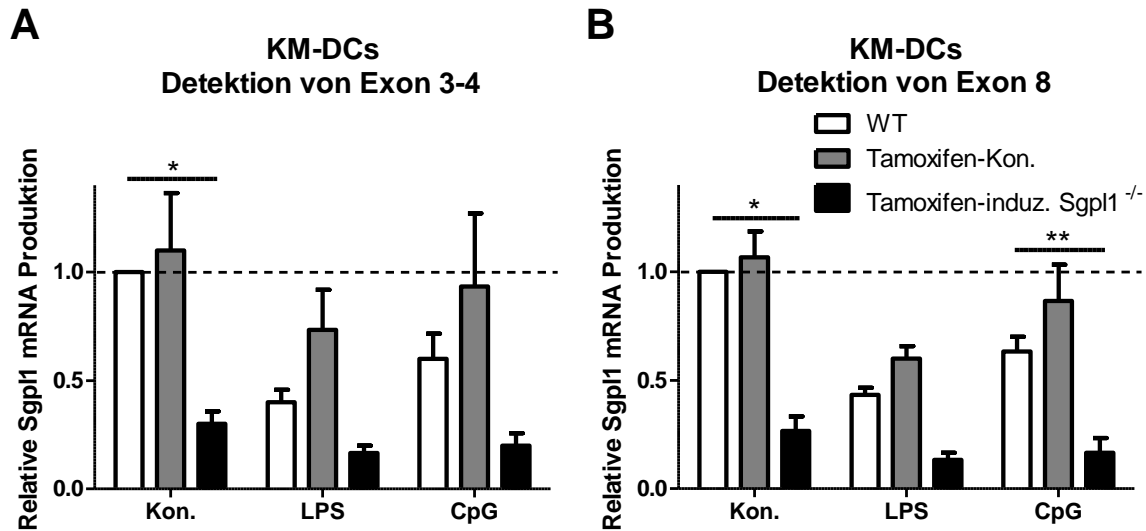 A
KM-DCs
Detektion von Exon 3-4
*
Relative Sgpl1 mRNA Produktion
1.0
0.5
0.0
Kon. LPS CpG
B
KM-DCs
Detektion von Exon 8
WT
Tamoxifen-Kon.
Tamoxifen-induz. Sgpl1 -/-
*
**
Relative Sgpl1 mRNA Produktion
1.0
0.5
0.0
Kon. LPS CpG